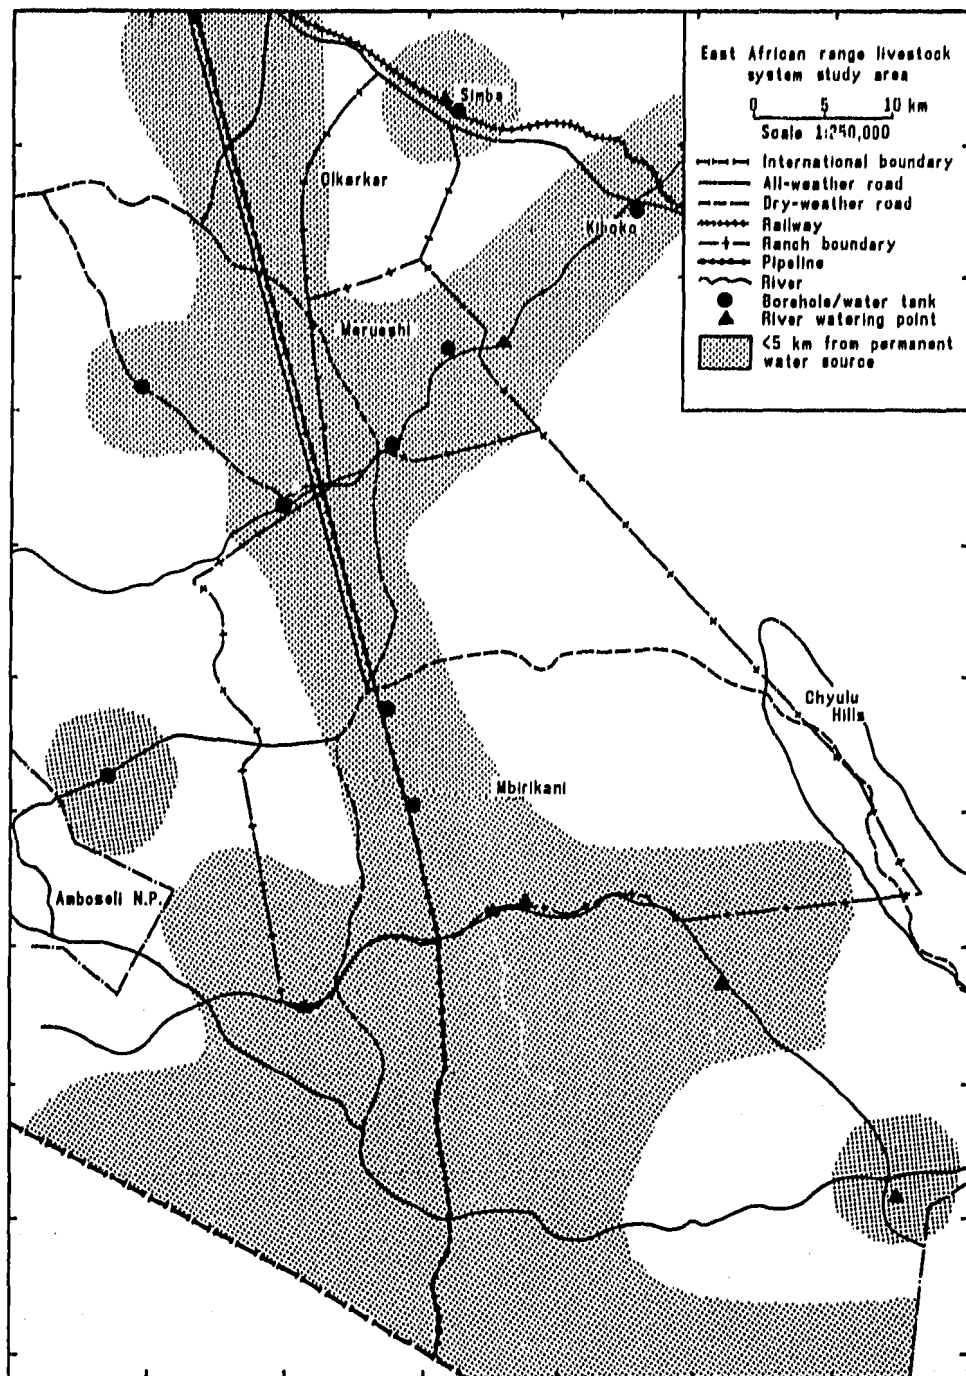 East African range livestock
system study area
0 5 10 km
Scale 1:250,000
International boundary
All-weather road
Dry-weather road
Railway
Ranch boundary
Pipeline
River
Borehole/water tank
River watering point
<5 km from permanent
water source
Simba
Olkarkar
Kiboko
Merueshi
Chyulu
Hills
Mbirikani
Amboseli N.P.